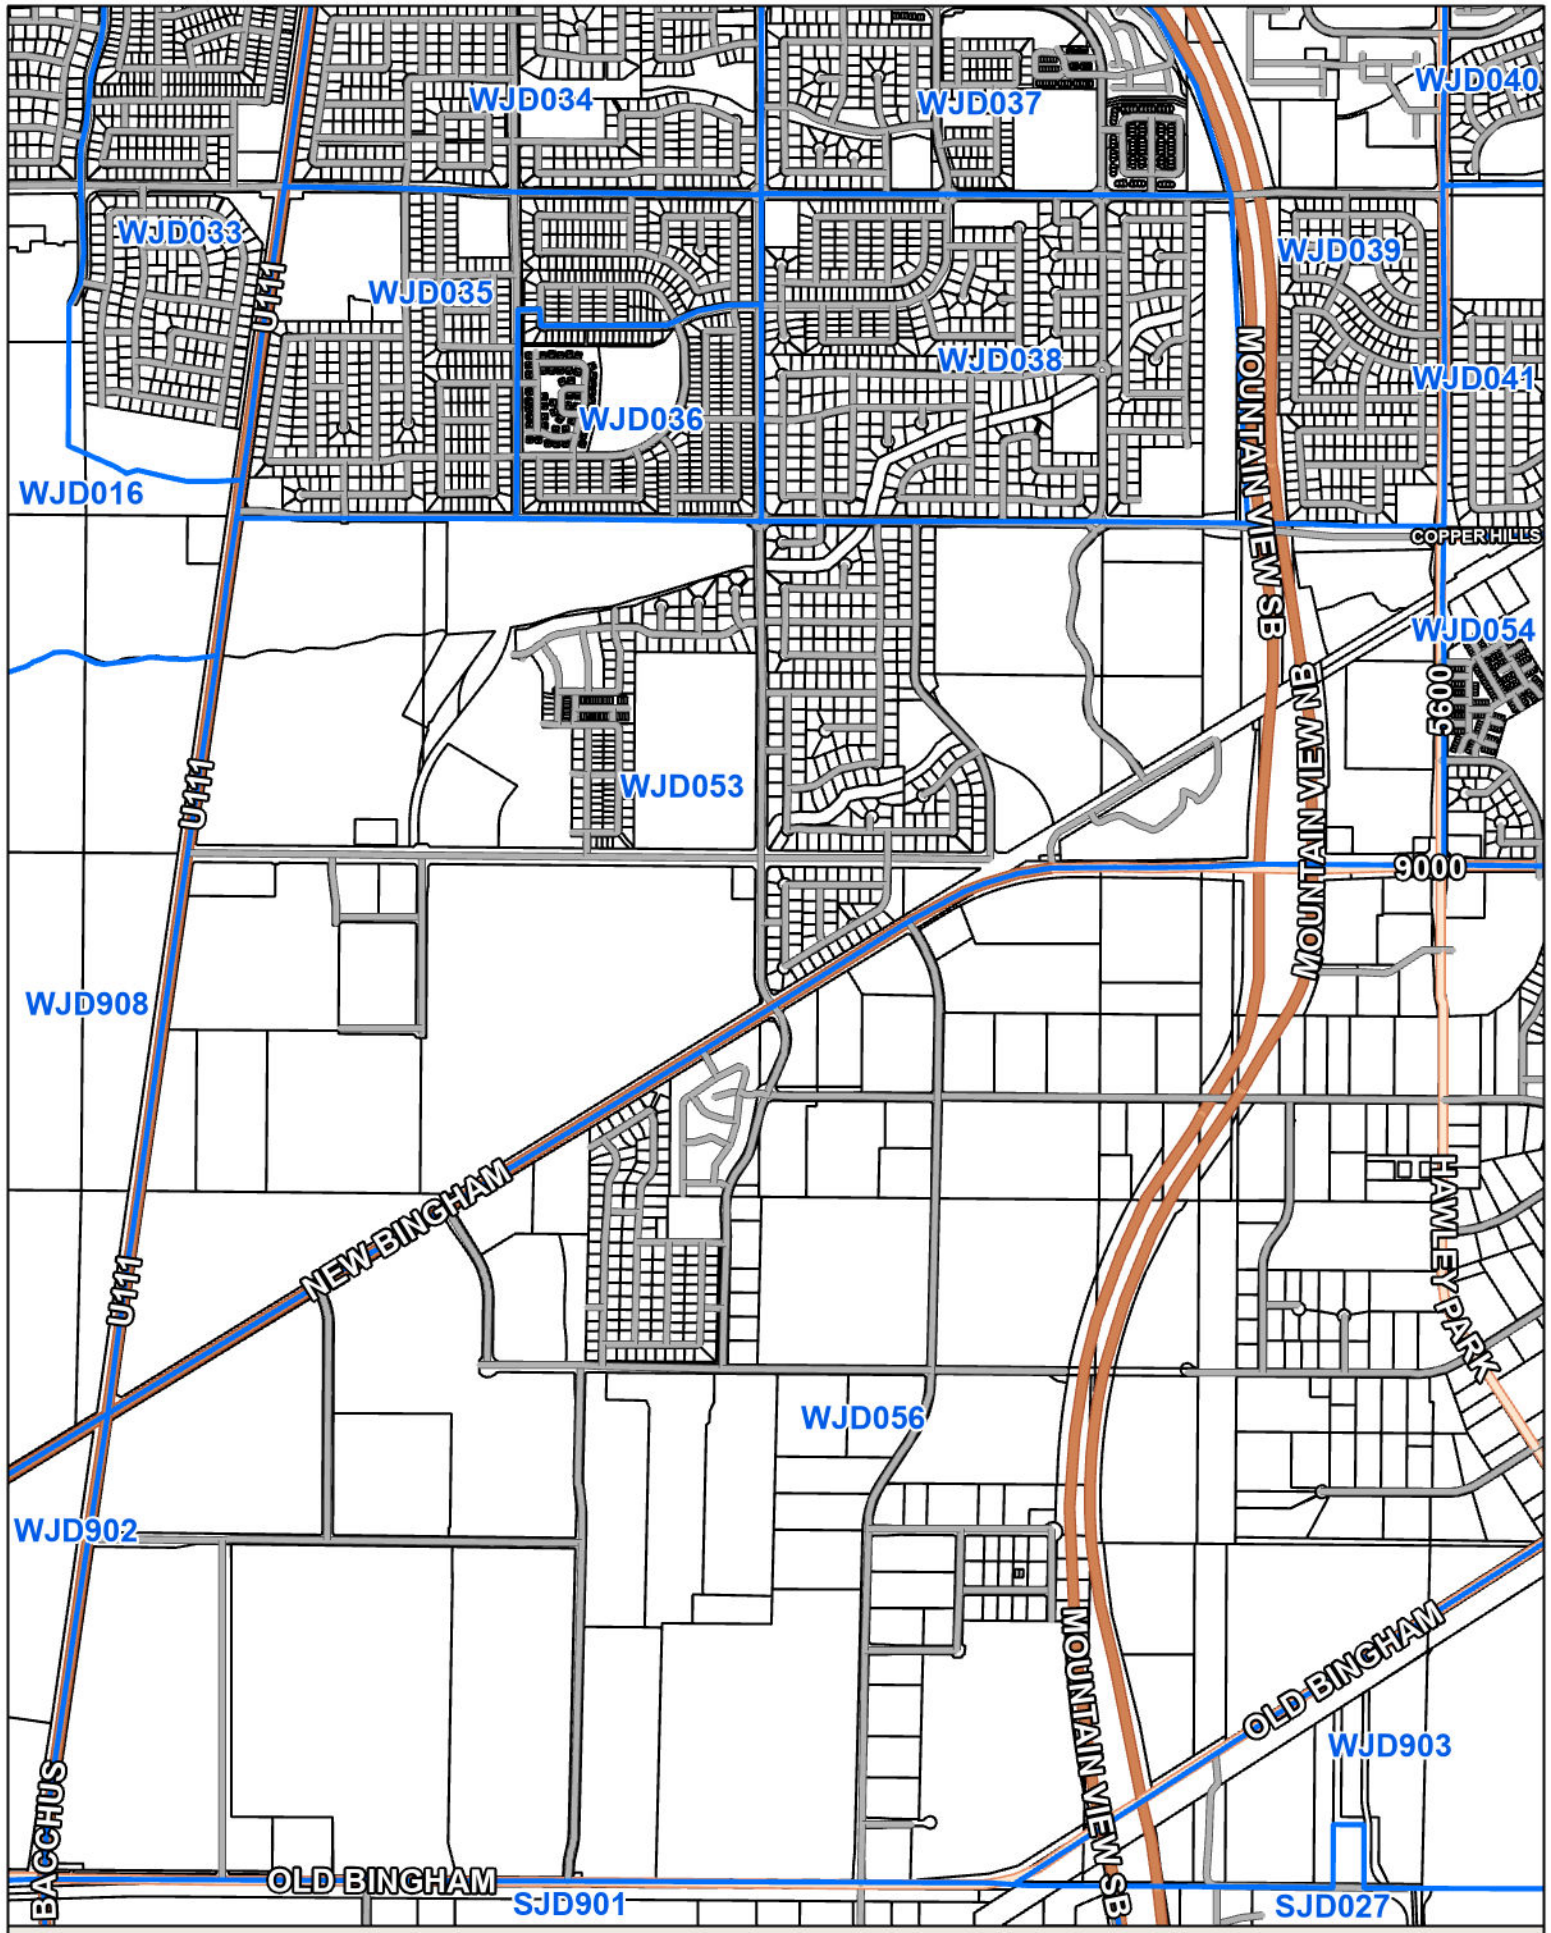 WJD040
WJD034
WJD037
WJD033
WJD039
U111
WJD035
WJD038
WJD041
WJD036
MOUNTAIN VIEW SB
WJD016
COPPER HILLS
WJD054
5600
WJD053
U111
MOUNTAIN VIEW NB
9000
WJD908
NEW BINGHAM
HAWLEY PARK
U111
WJD056
WJD902
OLD BINGHAM
MOUNTAIN VIEW SB
WJD903
BACCHUS
OLD BINGHAM
SJD901
SJD027